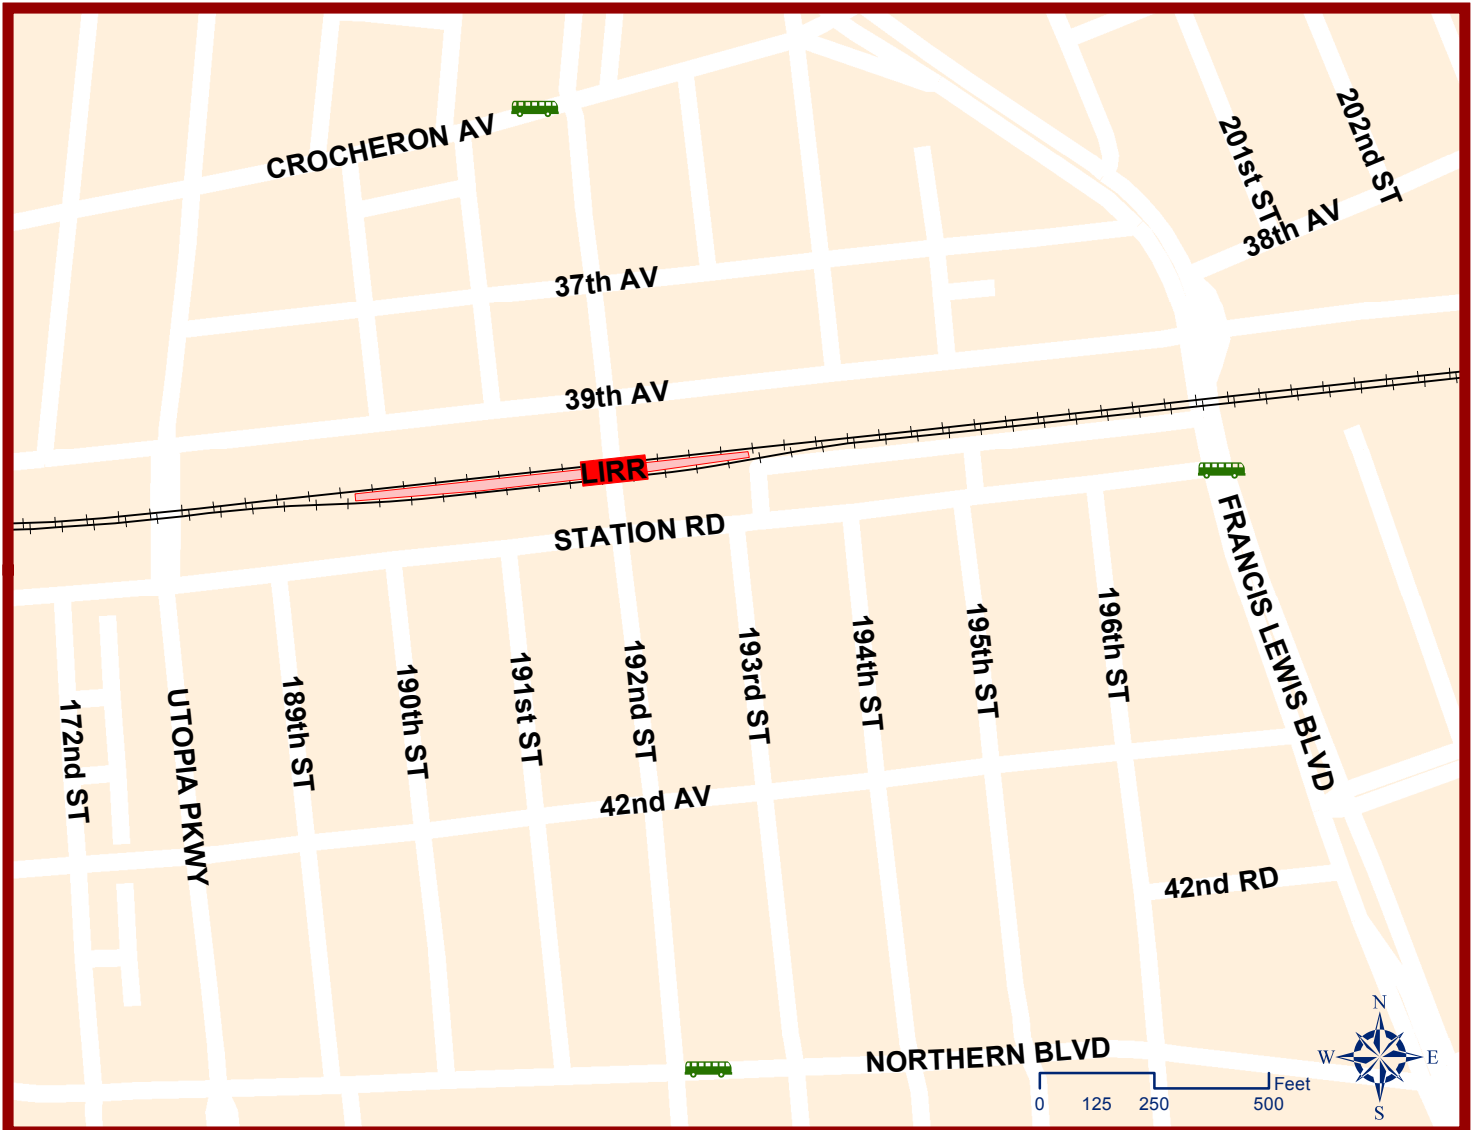 202nd ST
201st ST
CROCHERON AV
38th AV
37th AV
39th AV
LIRR
STATION RD
FRANCIS LEWIS BLVD
196th ST
195th ST
194th ST
193rd ST
192nd ST
191st ST
190th ST
189th ST
UTOPIA PKWY
172nd ST
42nd AV
42nd RD
NORTHERN BLVD
N
W E
S
Feet
0 125 250 500